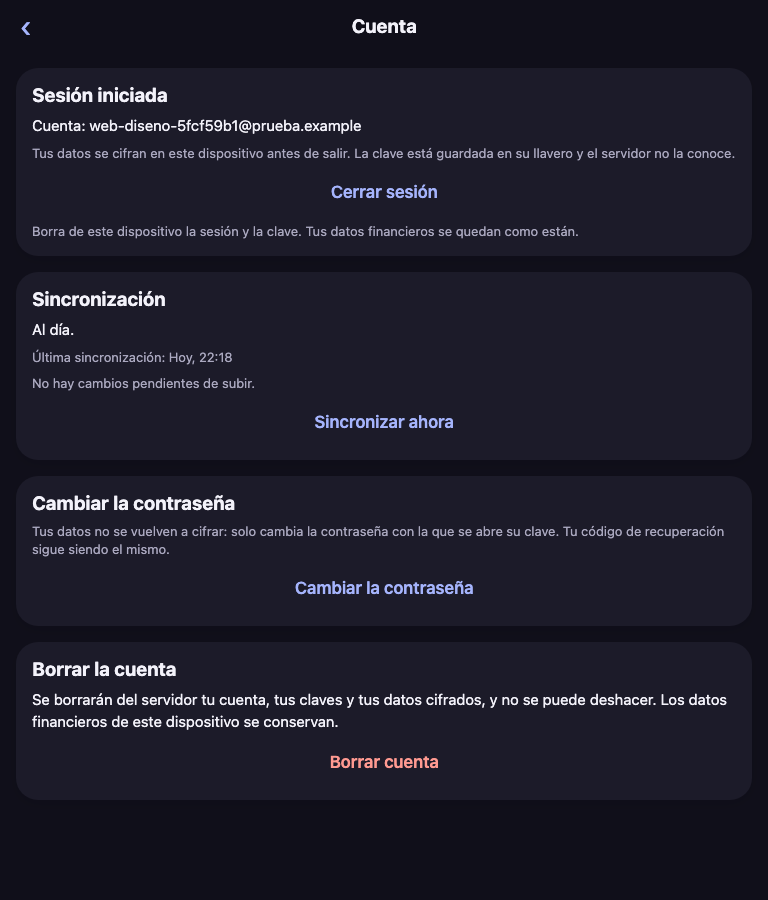 Cuenta
Sesión iniciada
Cuenta: web-diseno-5fcf59b1@prueba.example
Tus datos se cifran en este dispositivo antes de salir. La clave está guardada en su llavero y el servidor no la conoce.
Cerrar sesión
Borra de este dispositivo la sesión y la clave. Tus datos financieros se quedan como están.
Sincronización
Al día.
Última sincronización: Hoy, 22:18
No hay cambios pendientes de subir.
Sincronizar ahora
Cambiar la contraseña
Tus datos no se vuelven a cifrar: solo cambia la contraseña con la que se abre su clave. Tu código de recuperación
sigue siendo el mismo.
Cambiar la contraseña
Borrar la cuenta
Se borrarán del servidor tu cuenta, tus claves y tus datos cifrados, y no se puede deshacer. Los datos
financieros de este dispositivo se conservan.
Borrar cuenta